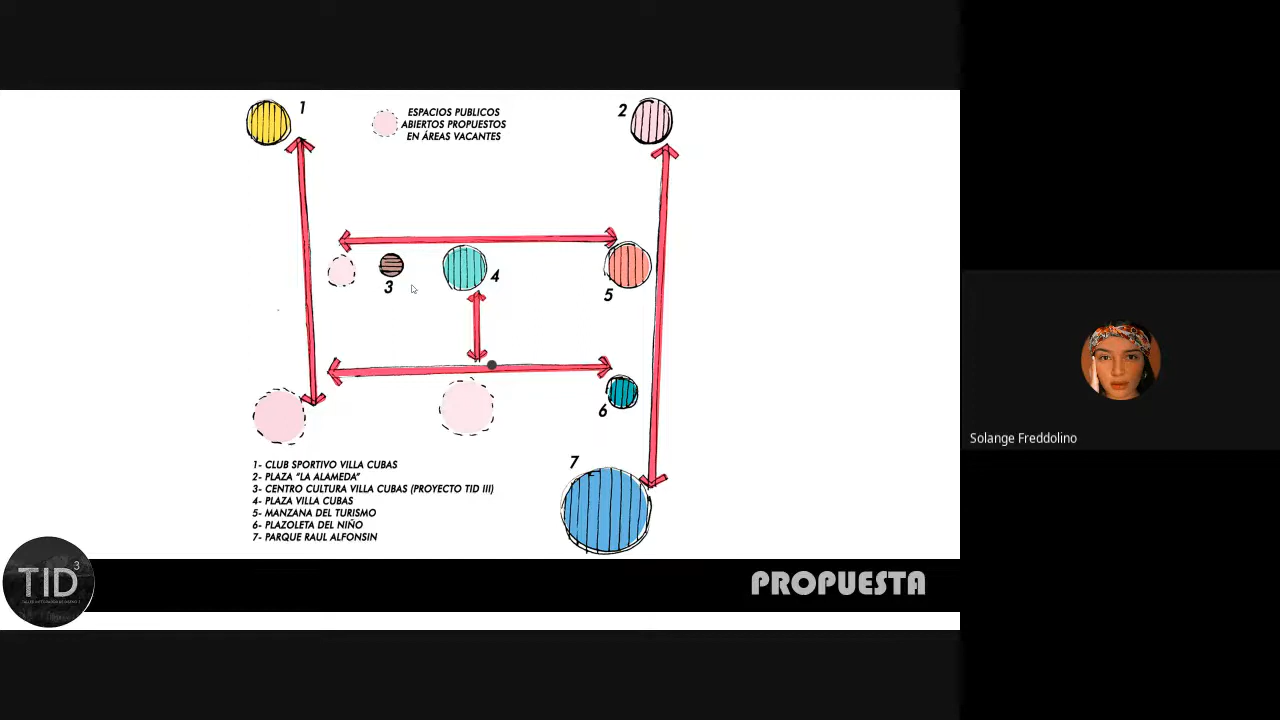 1
ESPACIOS PUBLICOS
ABIERTOS PROPUESTOS
EN ÁREAS VACANTES
2
3
4
5
6
7
1- CLUB SPORTIVO VILLA CUBAS
2- PLAZA "LA ALAMEDA"
3- CENTRO CULTURA VILLA CUBAS (PROYECTO TID III)
4- PLAZA VILLA CUBAS
5- MANZANA DEL TURISMO
6- PLAZOLETA DEL NIÑO
7- PARQUE RAUL ALFONSIN
TID3
PROPUESTA
Solange Freddolino